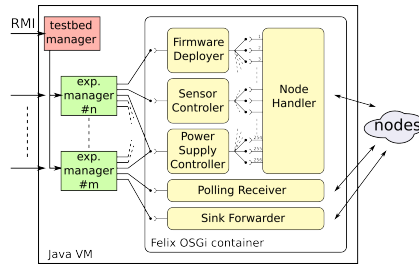 RMI
testbed
manager
exp.
manager
#n
exp.
manager
#m
Firmware
Deployer
Sensor
Controler
Power
Supply
Controller
Node
Handler
Polling Receiver
Sink Forwarder
nodes
Felix OSGi container
Java VM